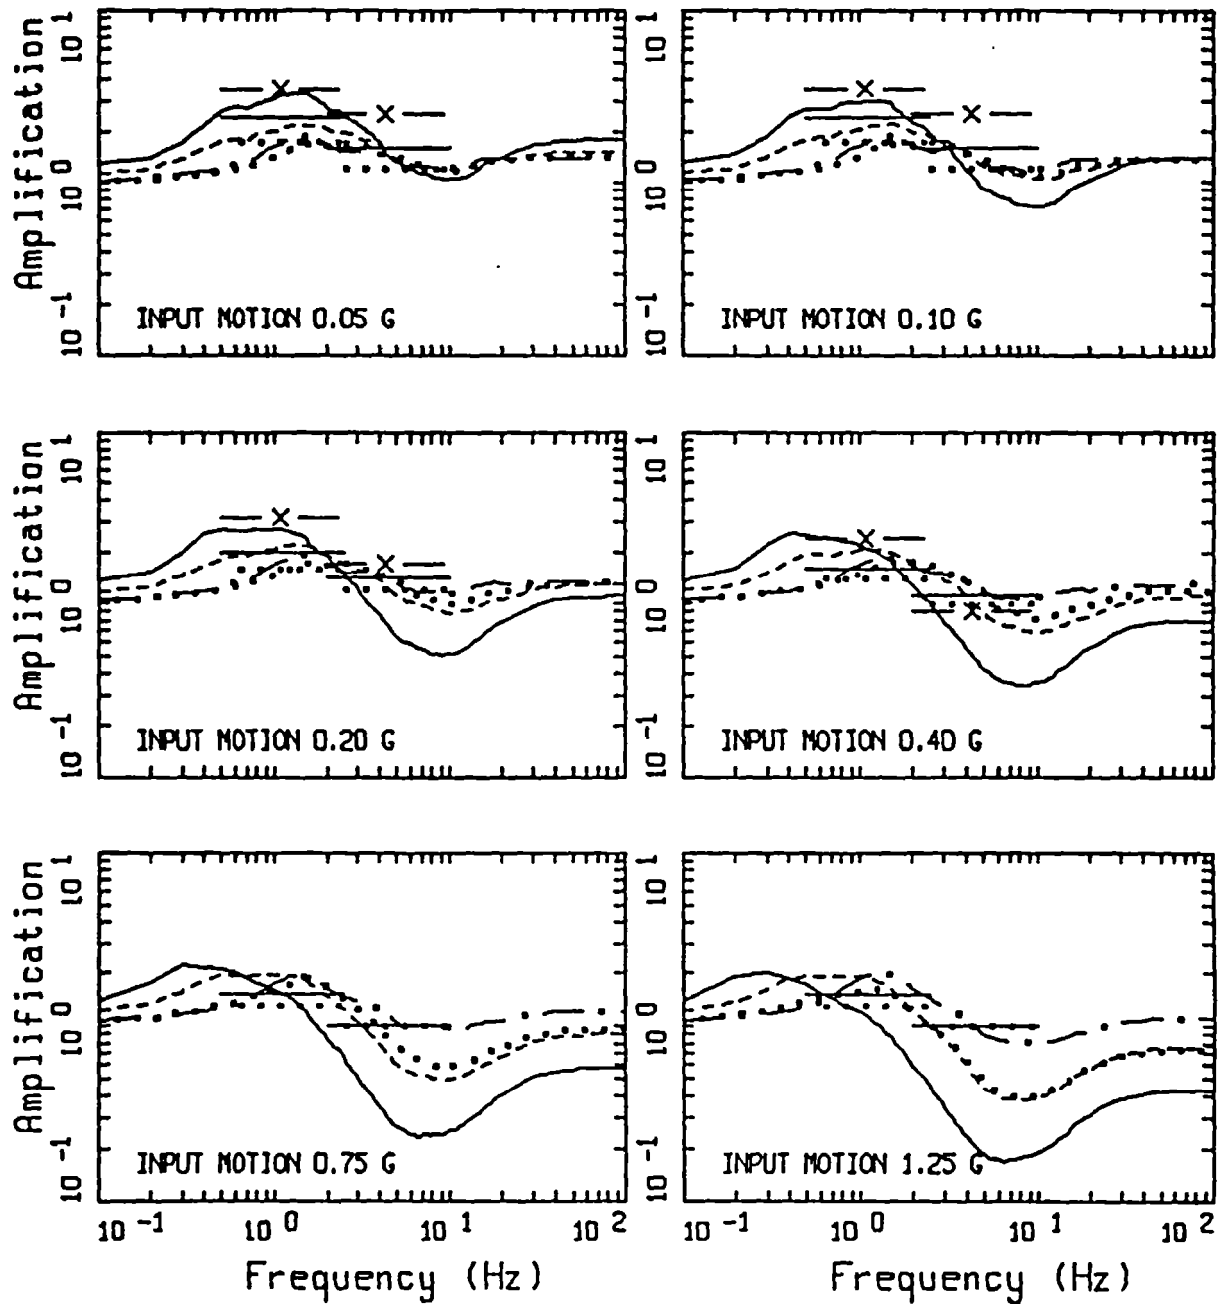 Amplification
10 1
10 0
10 -1
INPUT MOTION 0.05 G
10 1
10 0
10 -1
INPUT MOTION 0.10 G
Amplification
10 1
10 0
10 -1
INPUT MOTION 0.20 G
10 1
10 0
10 -1
INPUT MOTION 0.40 G
Amplification
10 1
10 0
10 -1
INPUT MOTION 0.75 G
10 1
10 0
10 -1
INPUT MOTION 1.25 G
10 -1 10 0 10 1 10 2
10 -1 10 0 10 1 10 2
Frequency (Hz)
Frequency (Hz)